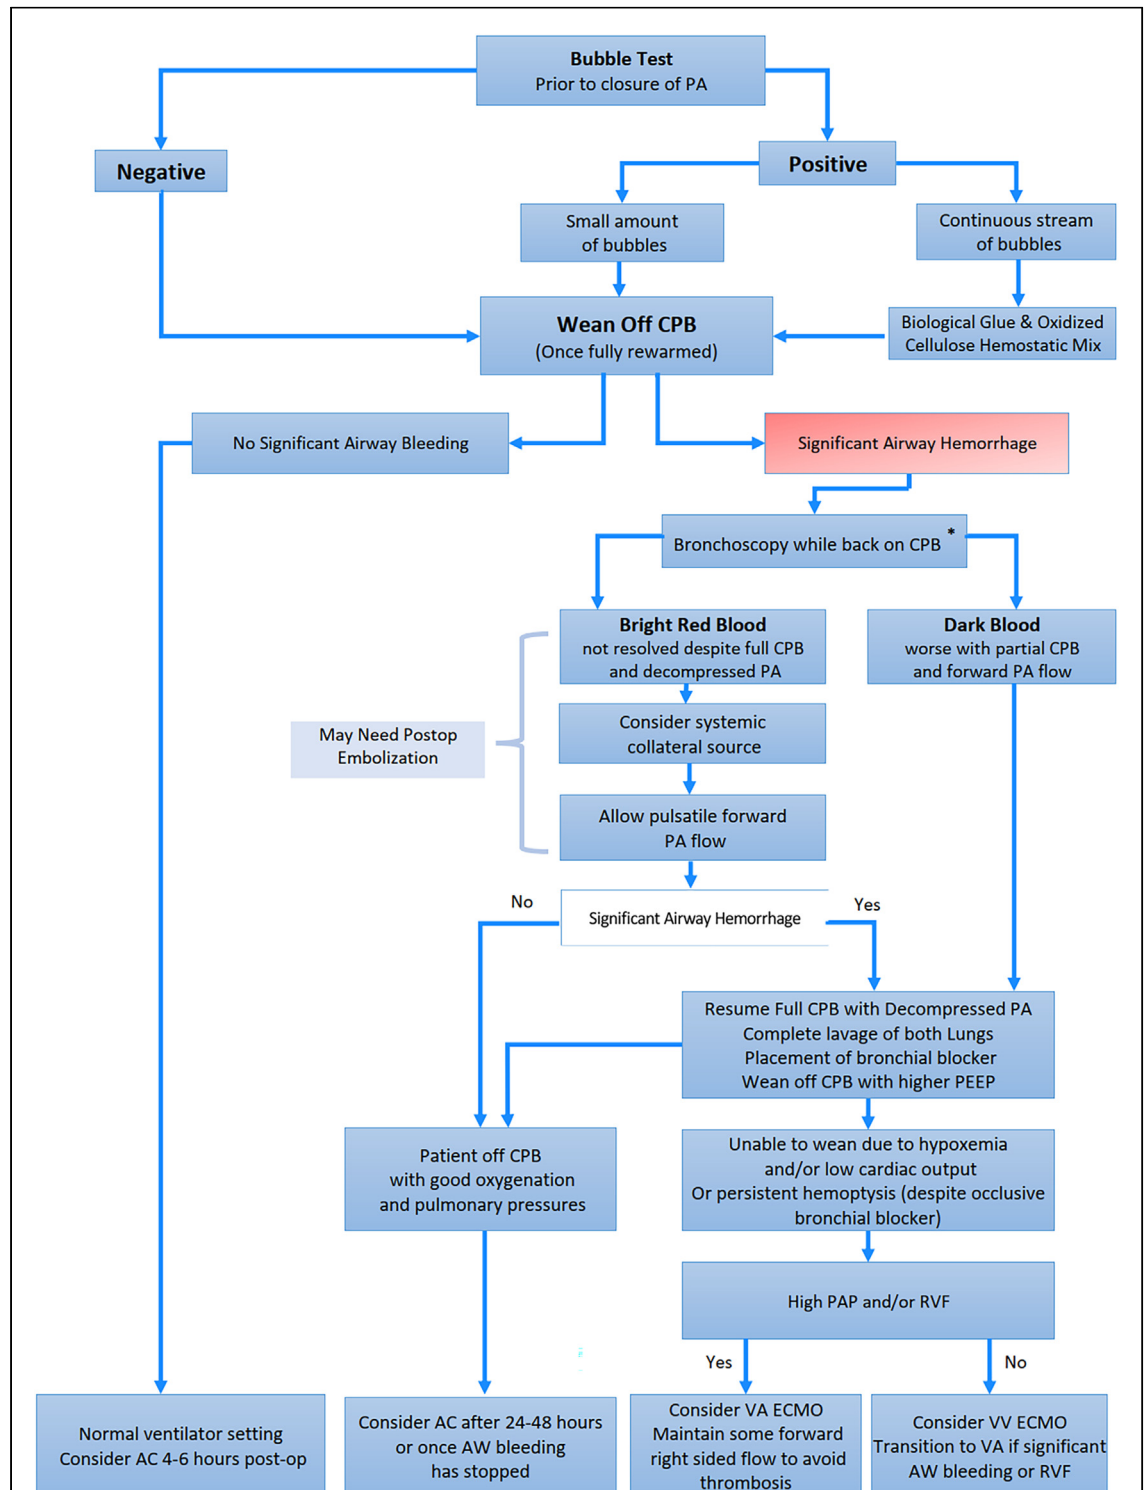 Bubble Test
Prior to closure of PA
Negative
Positive
Small amount
of bubbles
Continuous stream
of bubbles
Wean Off CPB
(Once fully rewarmed)
Biological Glue & Oxidized
Cellulose Hemostatic Mix
No Significant Airway Bleeding
Significant Airway Hemorrhage
Bronchoscopy while back on CPB *
Bright Red Blood
not resolved despite full CPB
and decompressed PA
Dark Blood
worse with partial CPB
and forward PA flow
May Need Postop
Embolization
Consider systemic
collateral source
Allow pulsatile forward
PA flow
No
Significant Airway Hemorrhage
Yes
Resume Full CPB with Decompressed PA
Complete lavage of both Lungs
Placement of bronchial blocker
Wean off CPB with higher PEEP
Patient off CPB
with good oxygenation
and pulmonary pressures
Unable to wean due to hypoxemia
and/or low cardiac output
Or persistent hemoptysis (despite occlusive
bronchial blocker)
High PAP and/or RVF
Yes
No
Normal ventilator setting
Consider AC 4-6 hours post-op
Consider AC after 24-48 hours
or once AW bleeding
has stopped
Consider VA ECMO
Maintain some forward
right sided flow to avoid
thrombosis
Consider VV ECMO
Transition to VA if significant
AW bleeding or RVF